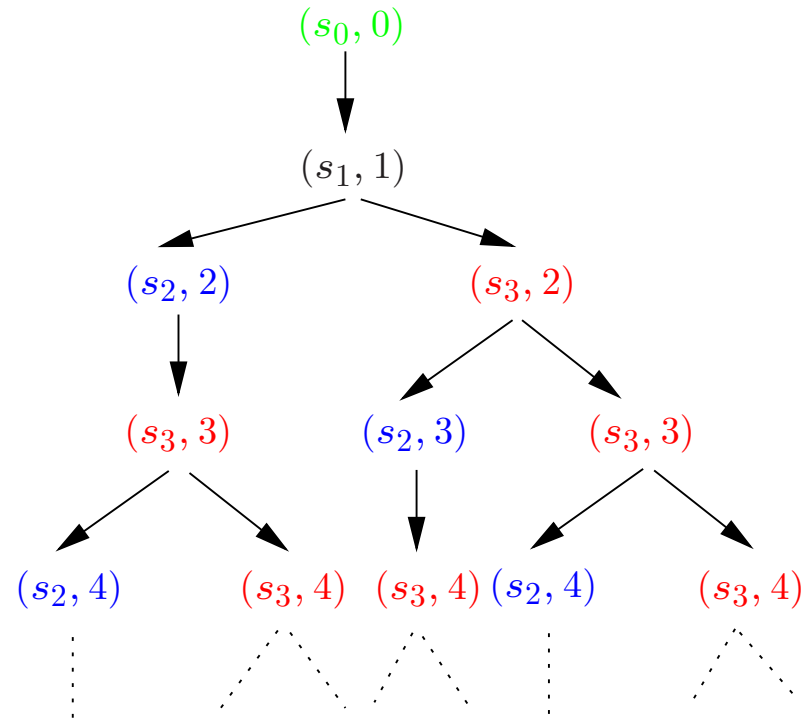 (s₀, 0)
(s₁, 1)
(s₂, 2) (s₃, 2)
(s₃, 3) (s₂, 3) (s₃, 3)
(s₂, 4) (s₃, 4) (s₃, 4) (s₂, 4) (s₃, 4)